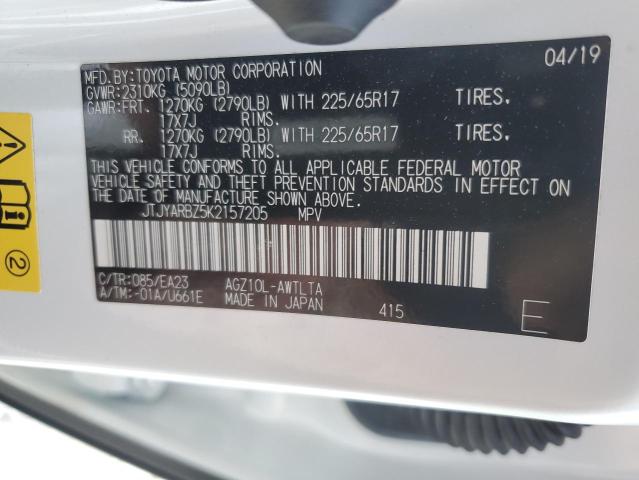 04/19
MFD. BY: TOYOTA MOTOR CORPORATION
GVWR: 2310KG (5090LB)
GAWR: FRT. 1270KG (2790LB) WITH 225/65R17 TIRES.
17X7J RIMS.
RR. 1270KG (2790LB) WITH 225/65R17 TIRES.
17X7J RIMS.
THIS VEHICLE CONFORMS TO ALL APPLICABLE FEDERAL MOTOR
VEHICLE SAFETY AND THEFT PREVENTION STANDARDS IN EFFECT ON
THE DATE OF MANUFACTURE SHOWN ABOVE.
JTJYARBZ5K2157205 MPV
C/TR: 085/EA23 AGZ10L-AWTLTA
A/TM: -01A/U661E MADE IN JAPAN 415
E
2